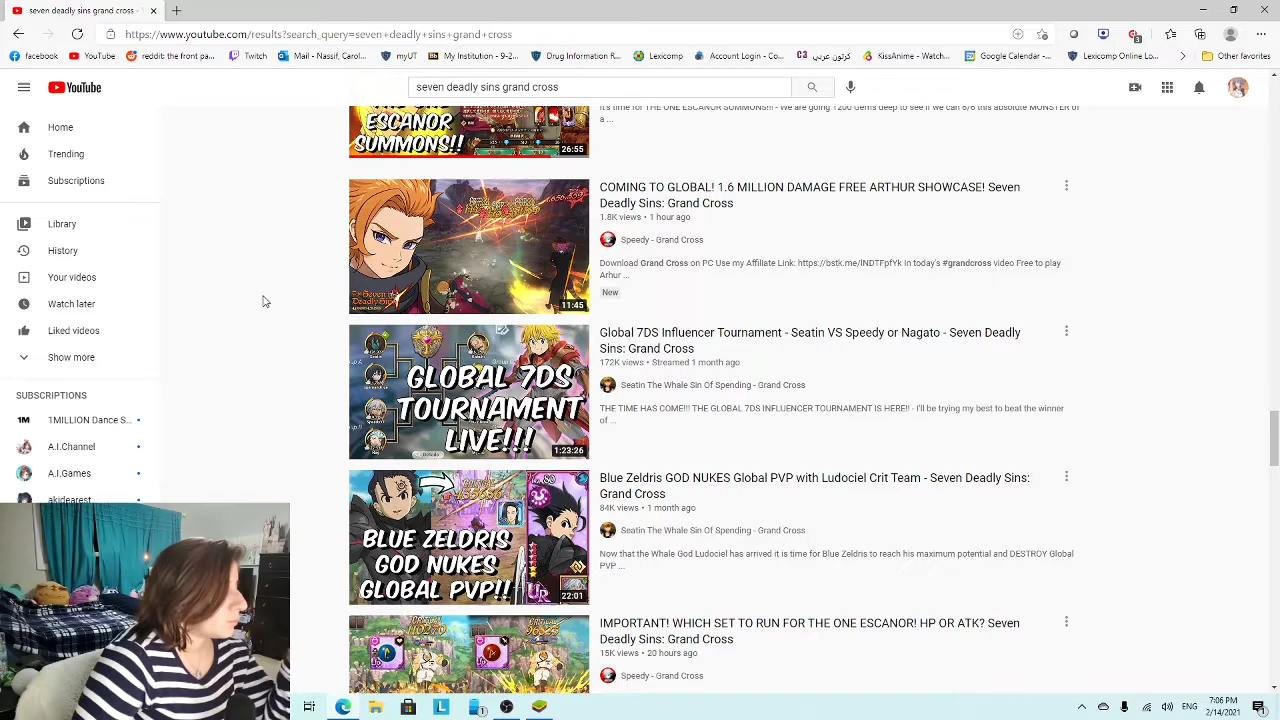 seven deadly sins grand cross
https://www.youtube.com/results?search_query=seven+deadly+sins+grand+cross
facebook
YouTube
reddit the front pa...
Twitch
Mail - Nassif, Carol...
BU
My Institution - 9-2...
Drug Information R...
Lexicomp
Account Login - Ca...
كرتون عربي
KissAnime - Watch...
Google Calendar -...
Lexicomp Online -...
Other favorites
YouTube
seven deadly sins grand cross
Home
Trending
Subscriptions
Library
History
Your videos
Watch later
Liked videos
Show more
SUBSCRIPTIONS
1M 1MILLION Dance S...
A.I.Channel
A.I.Games
akidearest
ESCANOR
SUMMONS!!
26:55
It's time for THE ONE ESCANOR SUMMONS!!! - We are going 1200 Gems deep to see if we can 6/6 this absolute MONSTER of
a ...
11:45
COMING TO GLOBAL! 1.6 MILLION DAMAGE FREE ARTHUR SHOWCASE! Seven
Deadly Sins: Grand Cross
1.8K views • 1 hour ago
Speedy - Grand Cross
Download Grand Cross on PC Use my Affiliate Link: https://bstk.me/lNDTFpfYk In today's #grandcross video Free to play
Arhur ...
New
GLOBAL 7DS
TOURNAMENT
LIVE!!!
1:23:26
Global 7DS Influencer Tournament - Seatin VS Speedy or Nagato - Seven Deadly
Sins: Grand Cross
172K views • Streamed 1 month ago
Seatin The Whale Sin Of Spending - Grand Cross
THE TIME HAS COME!!! THE GLOBAL 7DS INFLUENCER TOURNAMENT IS HERE!! - I'll be trying my best to beat the winner
of ...
BLUE ZELDRIS
GOD NUKES
GLOBAL PVP!!
UR
22:01
Blue Zeldris GOD NUKES Global PVP with Ludociel Crit Team - Seven Deadly Sins:
Grand Cross
84K views • 1 month ago
Seatin The Whale Sin Of Spending - Grand Cross
Now that the Whale God Ludociel has arrived it is time for Blue Zeldris to reach his maximum potential and DESTROY Global
PVP ...
IMPORTANT! WHICH SET TO RUN FOR THE ONE ESCANOR! HP OR ATK? Seven
Deadly Sins: Grand Cross
15K views • 20 hours ago
Speedy - Grand Cross
ENG
7:06 PM
2/14/2021